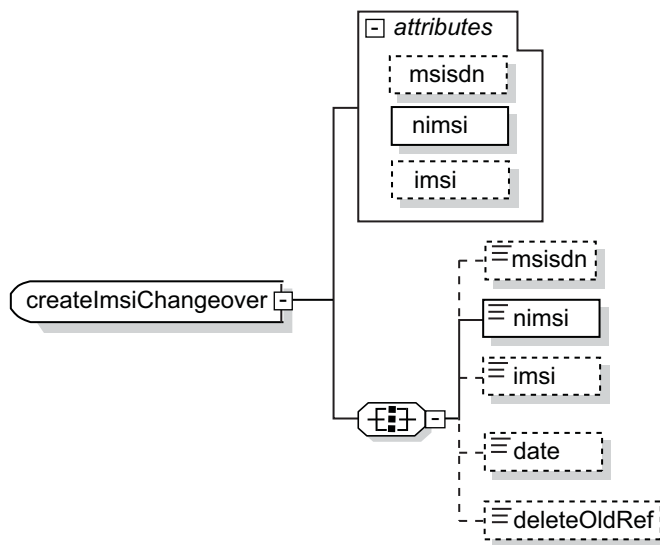 attributes
msisdn
nimsi
imsi
createImsiChangeover
msisdn
nimsi
imsi
date
deleteOldRef